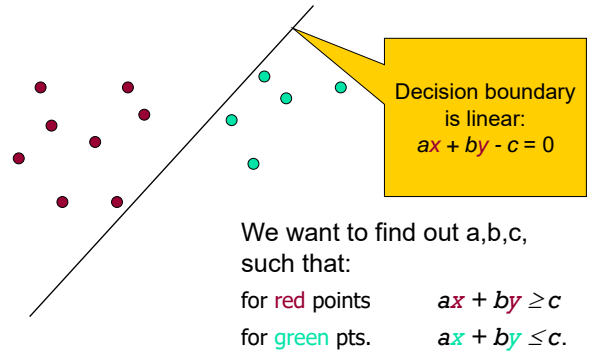 Decision boundary
is linear:
ax + by - c = 0
We want to find out a,b,c,
such that:
for red points ax + by ≥ c
for green pts. ax + by ≤ c.